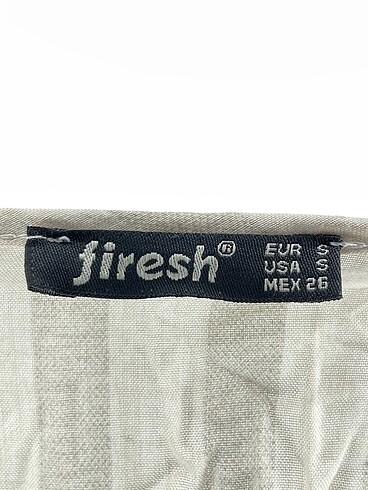 firesh®
EUR S
USA S
MEX 26